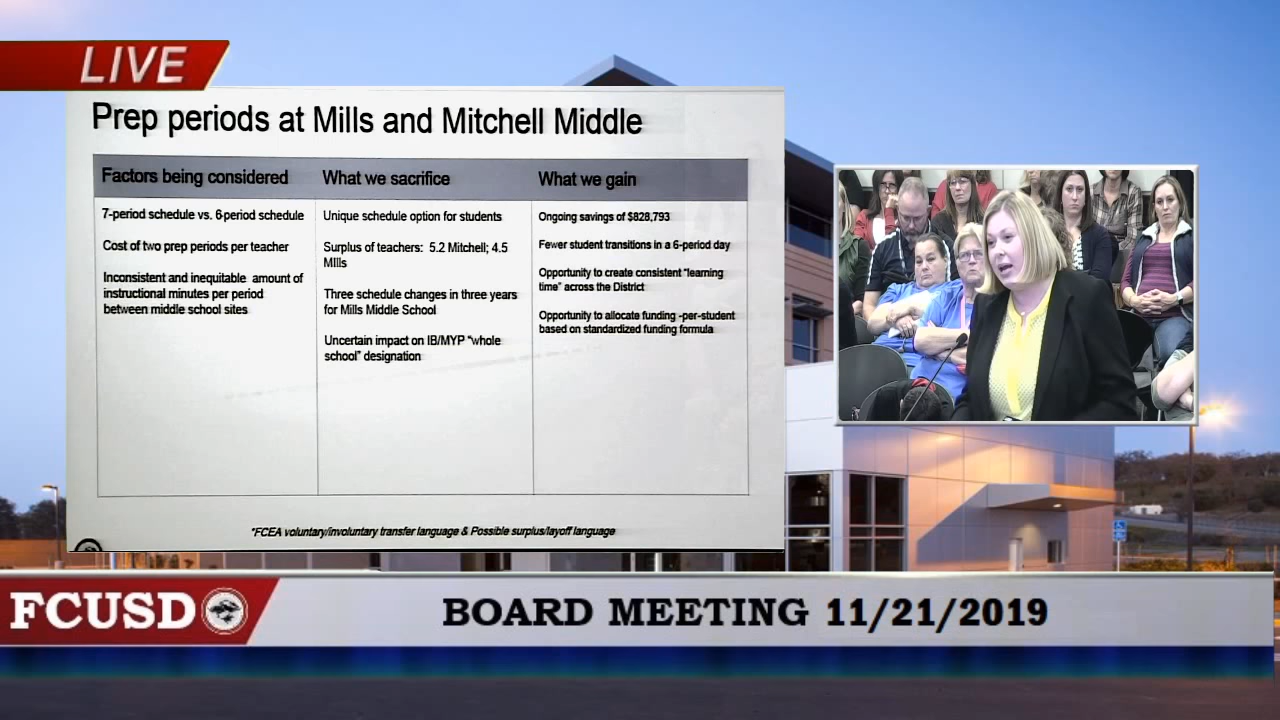 LIVE
Prep periods at Mills and Mitchell Middle
Factors being considered
What we sacrifice
What we gain
7-period schedule vs. 6-period schedule
Cost of two prep periods per teacher
Inconsistent and inequitable amount of
instructional minutes per period
between middle school sites
Unique schedule option for students
Surplus of teachers: 5.2 Mitchell; 4.5
Mills
Three schedule changes in three years
for Mills Middle School
Uncertain impact on IB/MYP “whole
school” designation
Ongoing savings of $828,793
Fewer student transitions in a 6-period day
Opportunity to create consistent “learning
time” across the District
Opportunity to allocate funding -per-student
based on standardized funding formula
*FCEA voluntary/involuntary transfer language & Possible surplus/layoff language
FCUSD
BOARD MEETING 11/21/2019